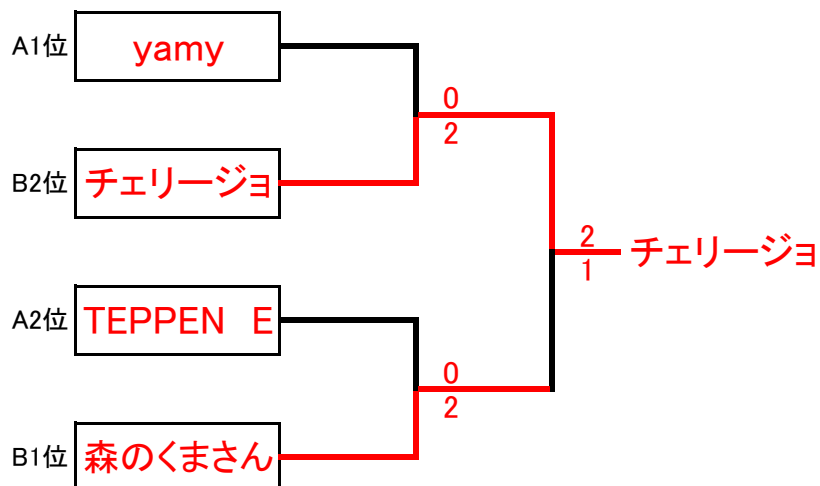 A1位
yamy
0
2
B2位
チェリージョ
2
1
チェリージョ
A2位
TEPPEN　E
0
2
B1位
森のくまさん